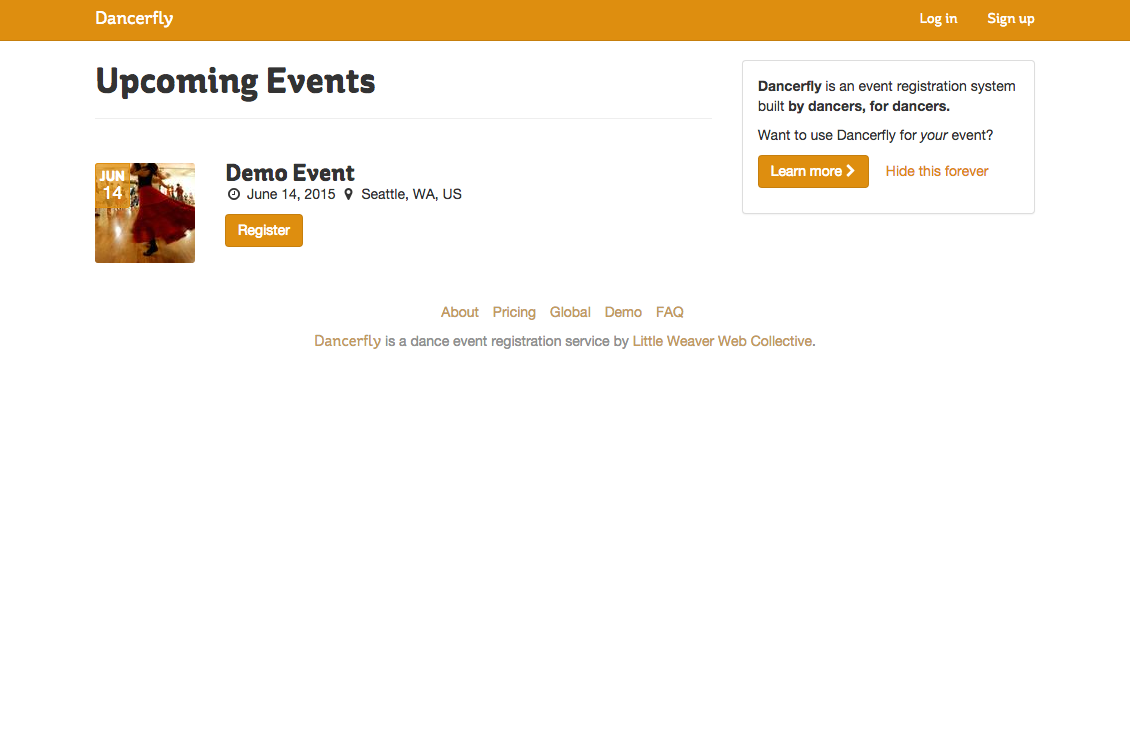 Dancerfly
Log in
Sign up
Upcoming Events
JUN
14
Demo Event
June 14, 2015 Seattle, WA, US
Register
Dancerfly is an event registration system
built by dancers, for dancers.
Want to use Dancerfly for your event?
Learn more
Hide this forever
About Pricing Global Demo FAQ
Dancerfly is a dance event registration service by Little Weaver Web Collective.